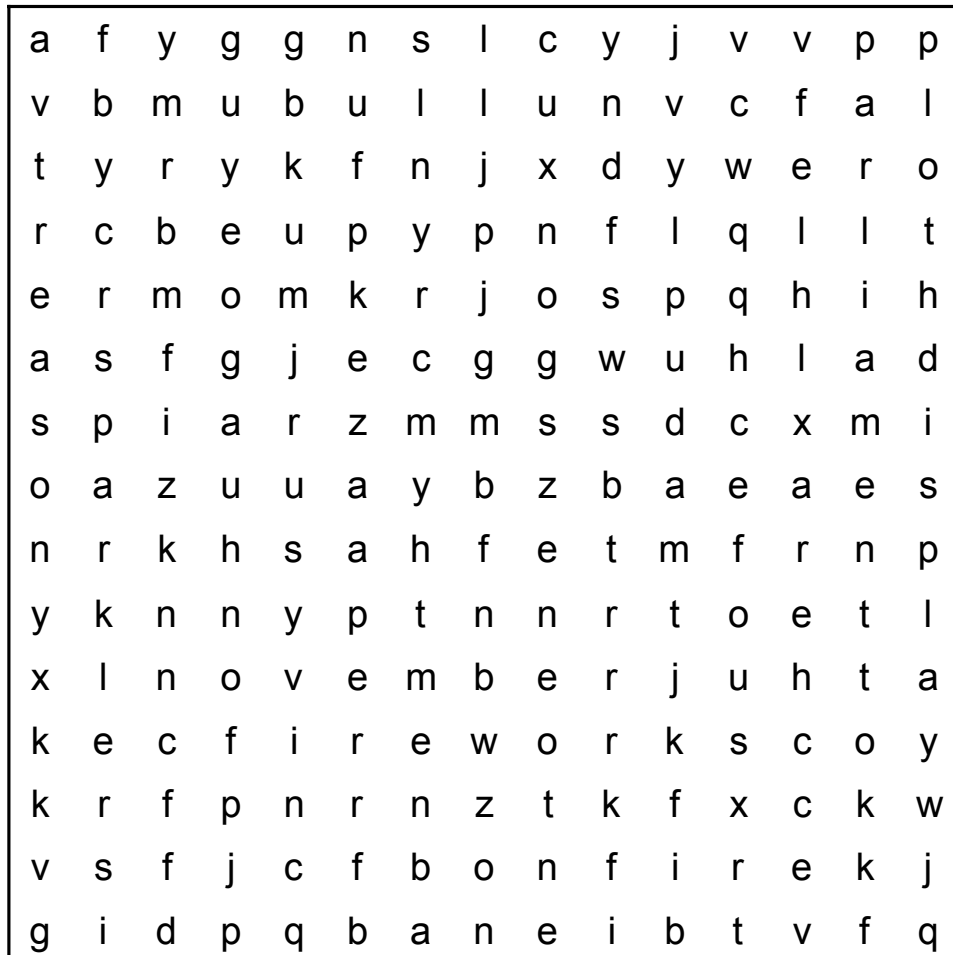 a f y g g n s l c y j v v p p
v b m u b u l l u n v c f a l
t y r y k f n j x d y w e r o
r c b e u p y p n f l q l l t
e r m o m k r j o s p q h i h
a s f g j e c g g w u h l a d
s p i a r z m m s s d c x m i
o a z u u a y b z b a e a e s
n r k h s a h f e t m f r n p
y k n n y p t n n r t o e t l
x l n o v e m b e r j u h t a
k e c f i r e w o r k s c o y
k r f p n r n z t k f x c k w
v s f j c f b o n f i r e k j
g i d p q b a n e i b t v f q